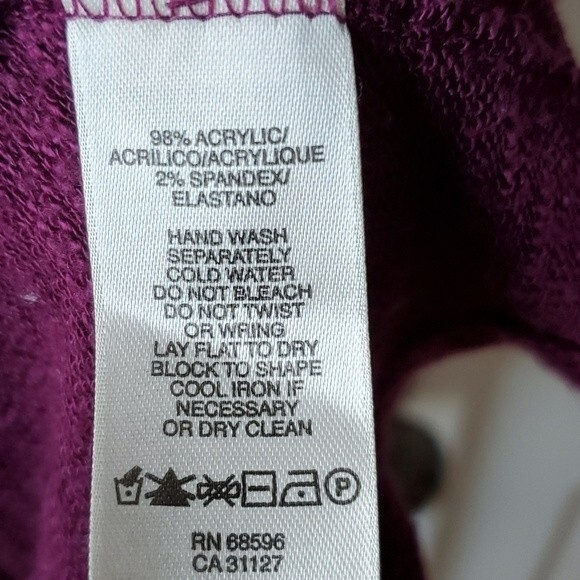 98% ACRYLIC/
ACRILICO/ACRYLIQUE
2% SPANDEX/
ELASTANO
HAND WASH
SEPARATELY
COLD WATER
DO NOT BLEACH
DO NOT TWIST
OR WRING
LAY FLAT TO DRY
BLOCK TO SHAPE
COOL IRON IF
NECESSARY
OR DRY CLEAN
P
RN 68596
CA 31127